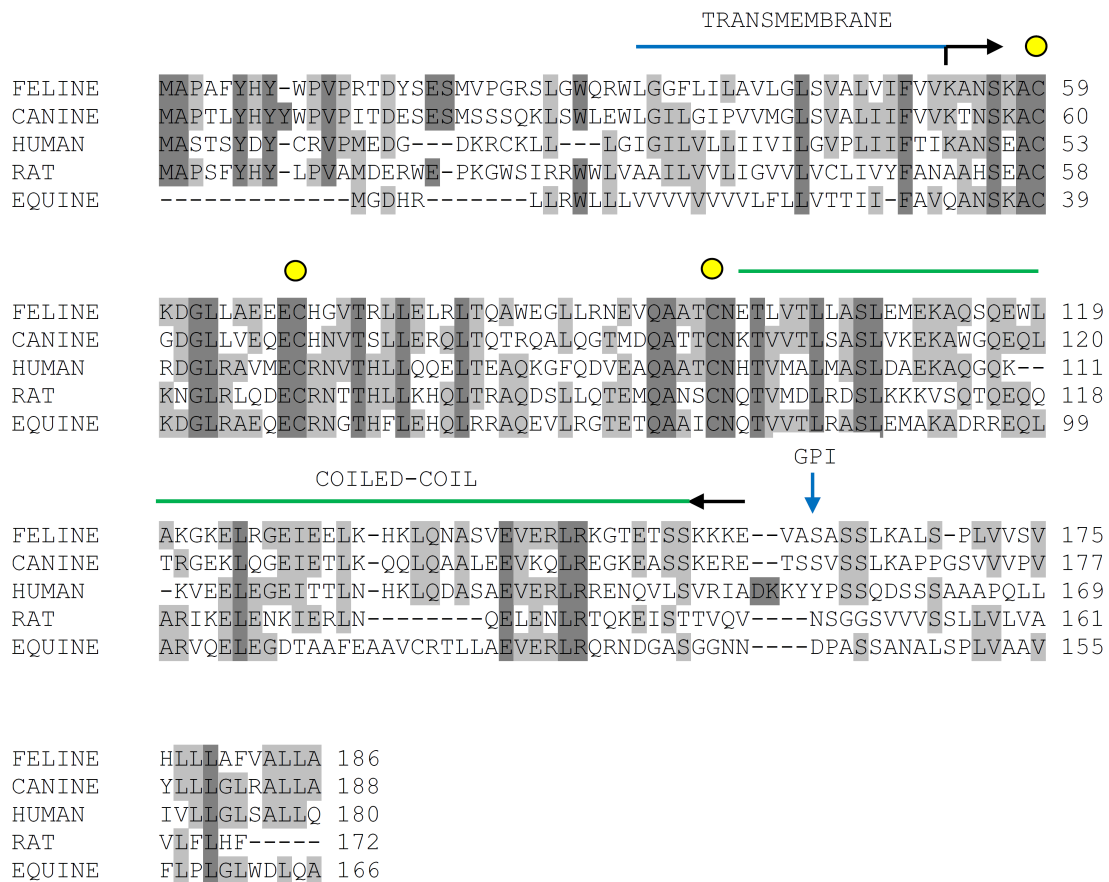 TRANSMEMBRANE
FELINE MAPAFYHY-WPVPRTDYSESMVPGRSLGWQRWLGGFLILAVLGLSVALVIFVVKANSKAC 59
CANINE MAPTLYHYYWPVPITDESESMSSSQKLSWLEWLGILGIPVVMGLSVALIIFVVKTNSKAC 60
HUMAN MASTSYDY-CRVPMEDG---DKRCKLL---LGIGILVLLIIVILGVPLIIFTIKANSEAC 53
RAT MAPSFYHY-LPVAMDERWE-PKGWSIRRWWLVAAILVVLIGVVLVCLIVYFANAAHSEAC 58
EQUINE -------------MGDHR-------LLRWLLLVVVVVVVVLFLLVTTII-FAVQANSKAC 39
FELINE KDGLLAEEECHGVTRLLELRLTQAWEGLLRNEVQAATCNETLVTLLASLEMEKAQSQEWL 119
CANINE GDGLLVEQECHNVTSLLERQLTQTRQALQGTMDQATTCNKTVVTLSASLVKEKAWGQEQL 120
HUMAN RDGLRAVMECRNVTHLLQQELTEAQKGFQDVEAQAATCNHTVMALMASLDAEKAQGQK-- 111
RAT KNGLRLQDECRNTTHLLKHQLTRAQDSLLQTEMQANSCNQTVMDLRDSLKKKVSQTQEQQ 118
EQUINE KDGLRAEQECRNGTHFLEHQLRRAQEVLRGTETQAAICNQTVVTLRASLEMAKADRREQL 99
COILED-COIL GPI
FELINE AKGKELRGEIEELK-HKLQNASVEVERLRKGTETSSKKKE--VASASSLKALS-PLVVSV 175
CANINE TRGEKLQGEIETLK-QQLQAALEEVKQLREGKEASSKERE--TSSVSSLKAPPGSVVVPV 177
HUMAN -KVEELEGEITTLN-HKLQDASAEVERLRRENQVLSVRIADKKYYPSSQDSSSAAAPQLL 169
RAT ARIKELENKIERLN--------QELENLRTQKEISTTVQV----NSGGSVVVSSLLVLVA 161
EQUINE ARVQELEGDTAAFEAAVCRTLLAEVERLRQRNDGASGGNN----DPASSANALSPLVAAV 155
FELINE HLLLAFVALLA 186
CANINE YLLLGLRALLA 188
HUMAN IVLLGLSALLQ 180
RAT VLFLHF----- 172
EQUINE FLPLGLWDLQA 166